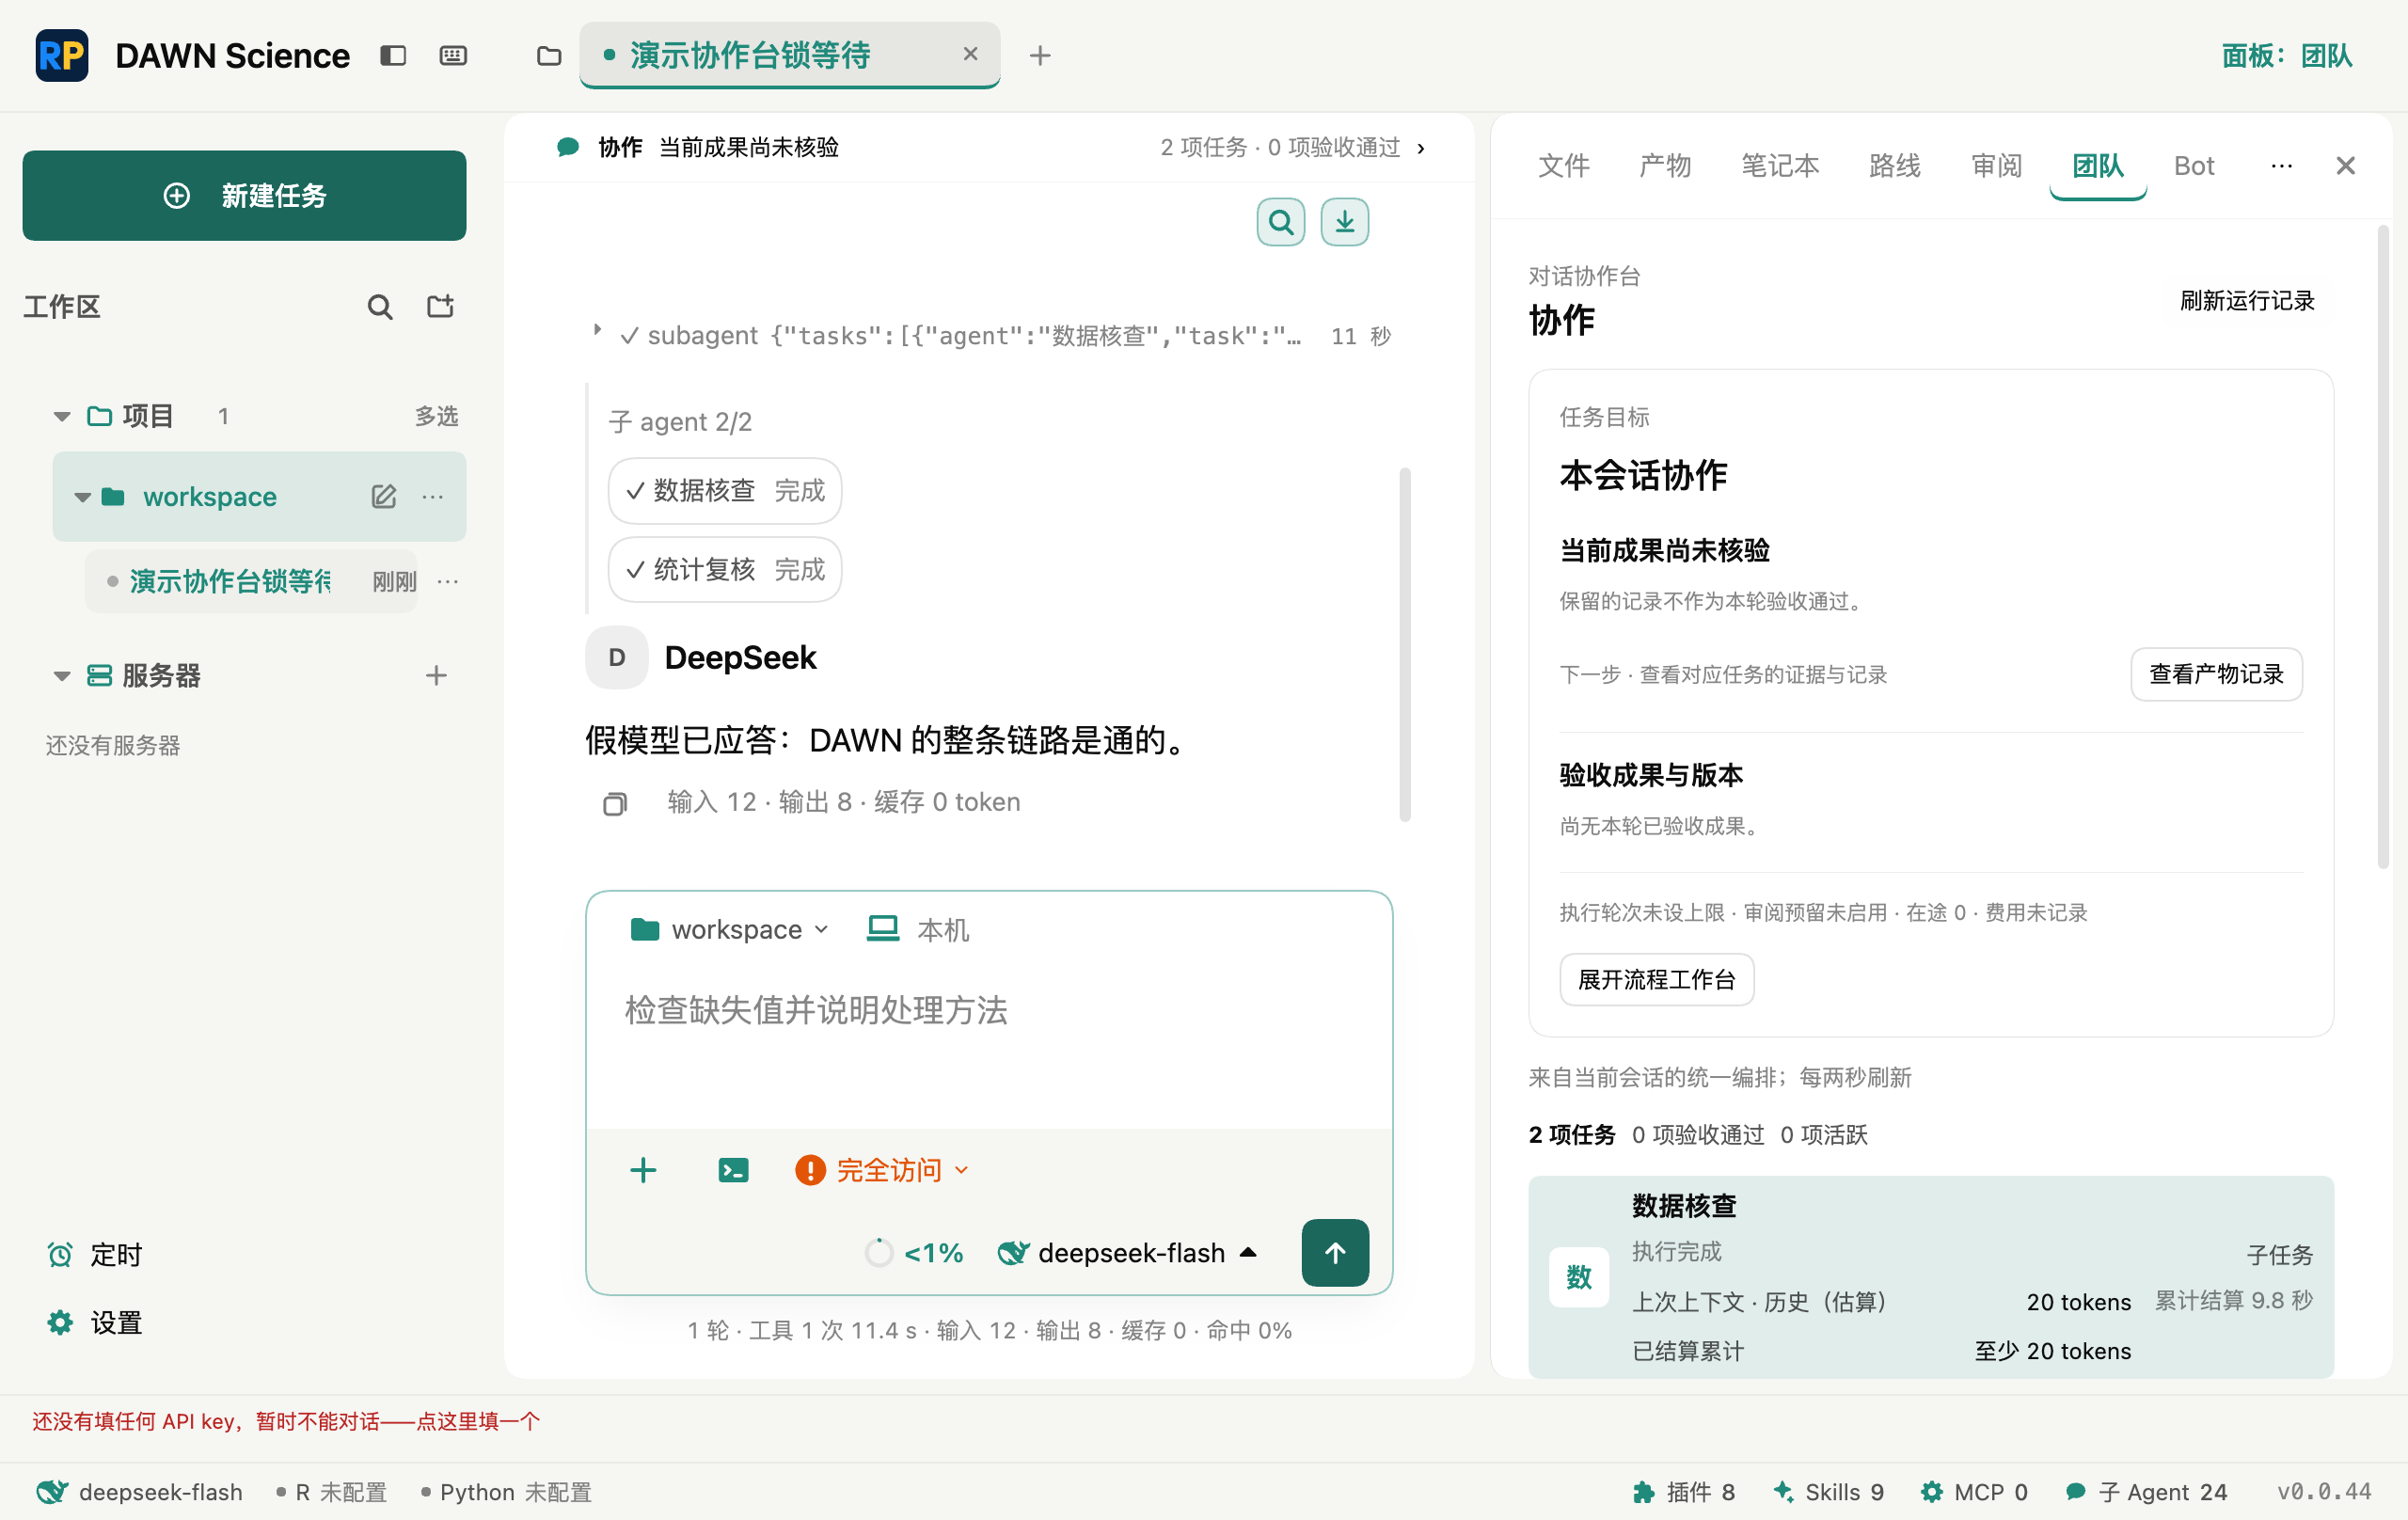 RP DAWN Science
演示协作台锁等待
面板：团队
新建任务
工作区
项目 1 多选
workspace
演示协作台锁等待 刚刚
服务器
还没有服务器
定时
设置
协作 当前成果尚未核验 2 项任务 · 0 项验收通过
subagent {"tasks":[{"agent":"数据核查","task":"… 11 秒
子 agent 2/2
数据核查 完成
统计复核 完成
D DeepSeek
假模型已应答：DAWN 的整条链路是通的。
输入 12 · 输出 8 · 缓存 0 token
workspace 本机
检查缺失值并说明处理方法
完全访问
<1% deepseek-flash
1 轮 · 工具 1 次 11.4 s · 输入 12 · 输出 8 · 缓存 0 · 命中 0%
文件 产物 笔记本 路线 审阅 团队 Bot
对话协作台
协作
刷新运行记录
任务目标
本会话协作
当前成果尚未核验
保留的记录不作为本轮验收通过。
下一步 · 查看对应任务的证据与记录 查看产物记录
验收成果与版本
尚无本轮已验收成果。
执行轮次未设上限 · 审阅预留未启用 · 在途 0 · 费用未记录
展开流程工作台
来自当前会话的统一编排；每两秒刷新
2 项任务 0 项验收通过 0 项活跃
数
数据核查
执行完成 子任务
上次上下文 · 历史（估算） 20 tokens 累计结算 9.8 秒
已结算累计 至少 20 tokens
还没有填任何 API key，暂时不能对话——点这里填一个
deepseek-flash R 未配置 Python 未配置 插件 8 Skills 9 MCP 0 子 Agent 24 v0.0.44